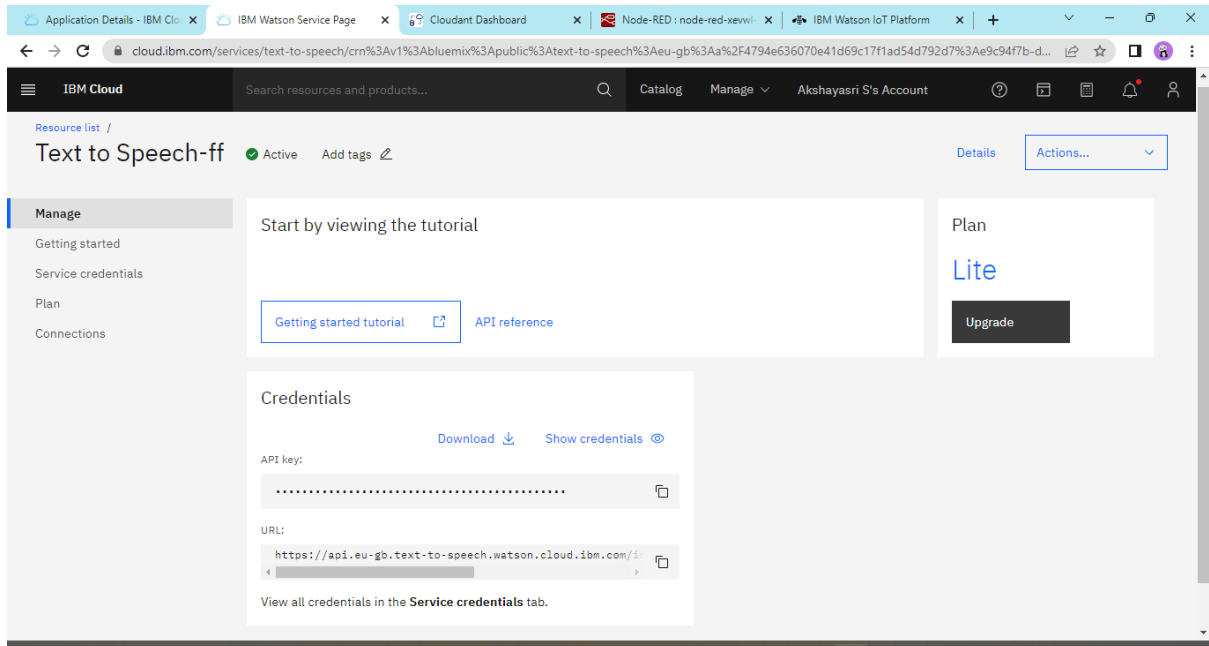 Application Details - IBM Clo
IBM Watson Service Page
Cloudant Dashboard
Node-RED : node-red-xevwl-
IBM Watson IoT Platform
cloud.ibm.com/services/text-to-speech/crn%3Av1%3Abluemix%3Apublic%3Atext-to-speech%3Aeu-gb%3Aa%2F4794e636070e41d69c17f1ad54d792d7%3Ae9c94f7b-d...
IBM Cloud
Search resources and products...
Catalog
Manage
Akshayasri S's Account
Resource list /
Text to Speech-ff
Active
Add tags
Details
Actions...
Manage
Getting started
Service credentials
Plan
Connections
Start by viewing the tutorial
Getting started tutorial
API reference
Plan
Lite
Upgrade
Credentials
Download
Show credentials
API key:
............................................
URL:
https://api.eu-gb.text-to-speech.watson.cloud.ibm.com/i
View all credentials in the Service credentials tab.